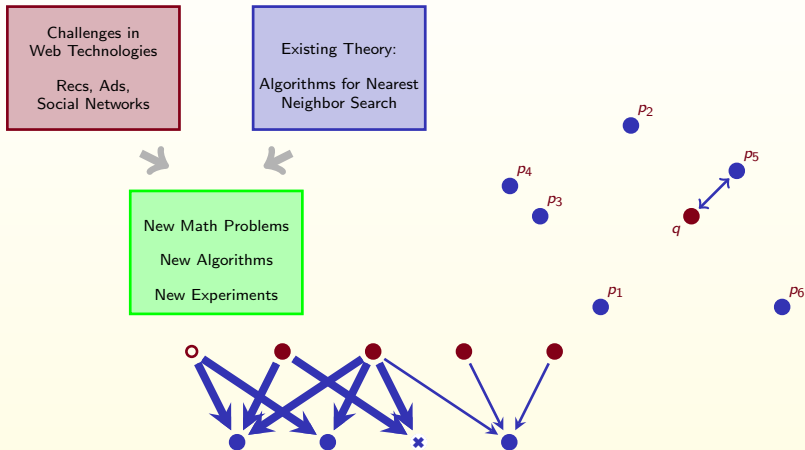 Challenges in
Web Technologies
Recs, Ads,
Social Networks
Existing Theory:
Algorithms for Nearest
Neighbor Search
New Math Problems
New Algorithms
New Experiments
p2
p5
p4
p3
q
p1
p6